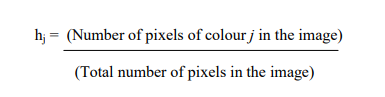 hj = (Number of pixels of colour j in the image)
(Total number of pixels in the image)